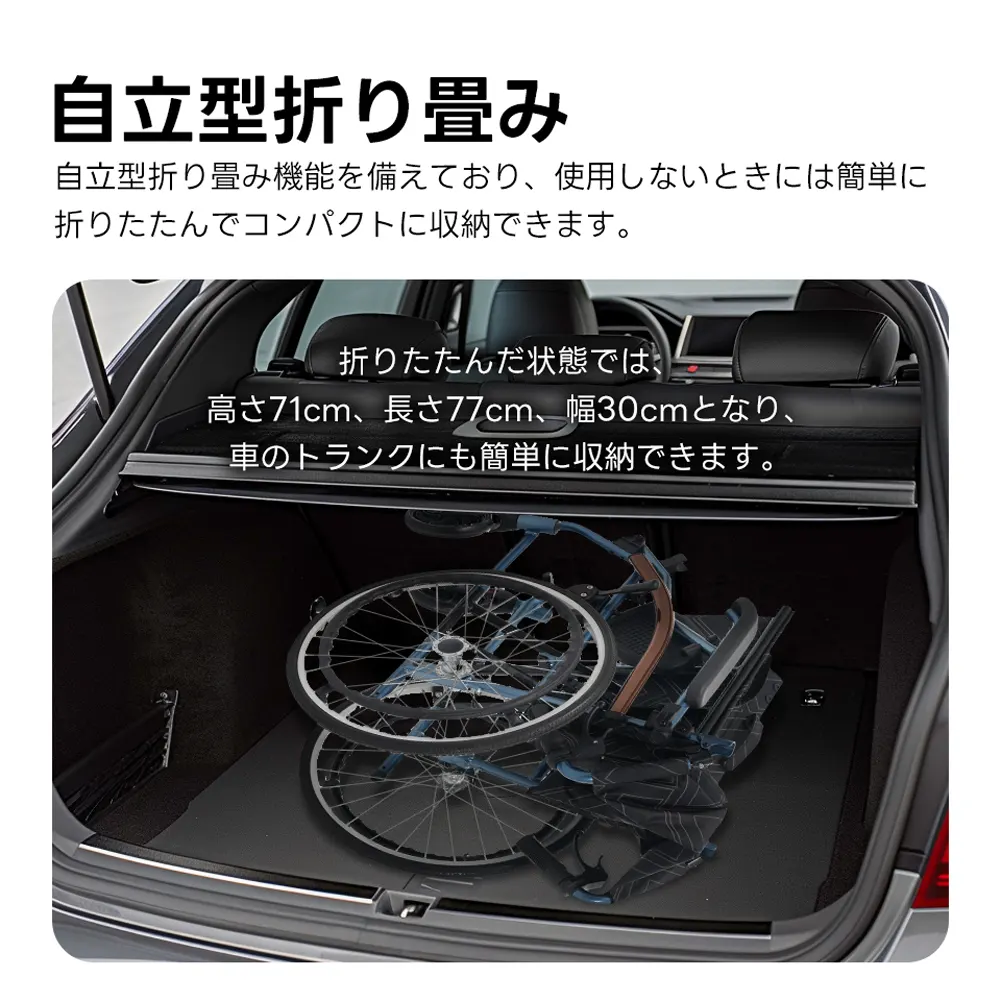 自立型折り畳み
自立型折り畳み機能を備えており、使用しないときには簡単に
折りたたんでコンパクトに収納できます。
折りたたんだ状態では、
高さ71cm、長さ77cm、幅30cmとなり、
車のトランクにも簡単に収納できます。